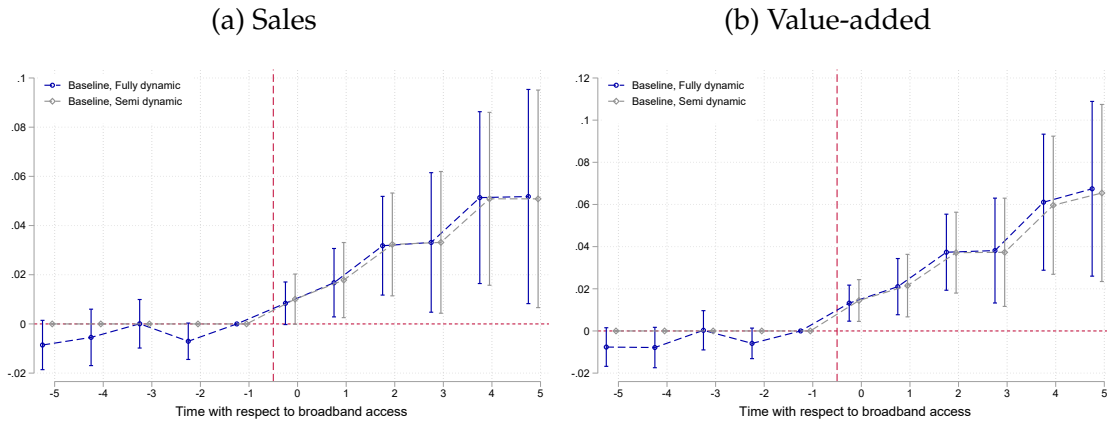 (a) Sales
Baseline, Fully dynamic
Baseline, Semi dynamic
.1
.08
.06
.04
.02
0
-.02
-5 -4 -3 -2 -1 0 1 2 3 4 5
Time with respect to broadband access
(b) Value-added
Baseline, Fully dynamic
Baseline, Semi dynamic
.12
.1
.08
.06
.04
.02
0
-.02
-5 -4 -3 -2 -1 0 1 2 3 4 5
Time with respect to broadband access